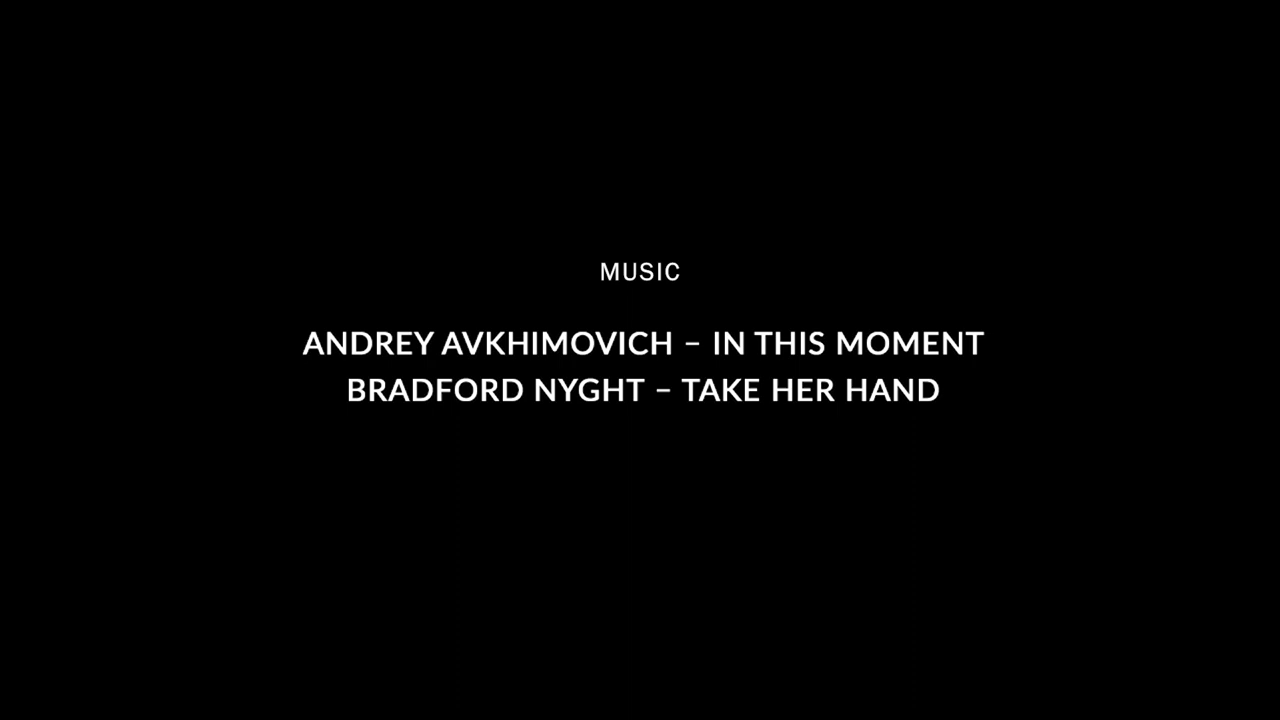 MUSIC
ANDREY AVKHIMOVICH – IN THIS MOMENT
BRADFORD NYGHT – TAKE HER HAND